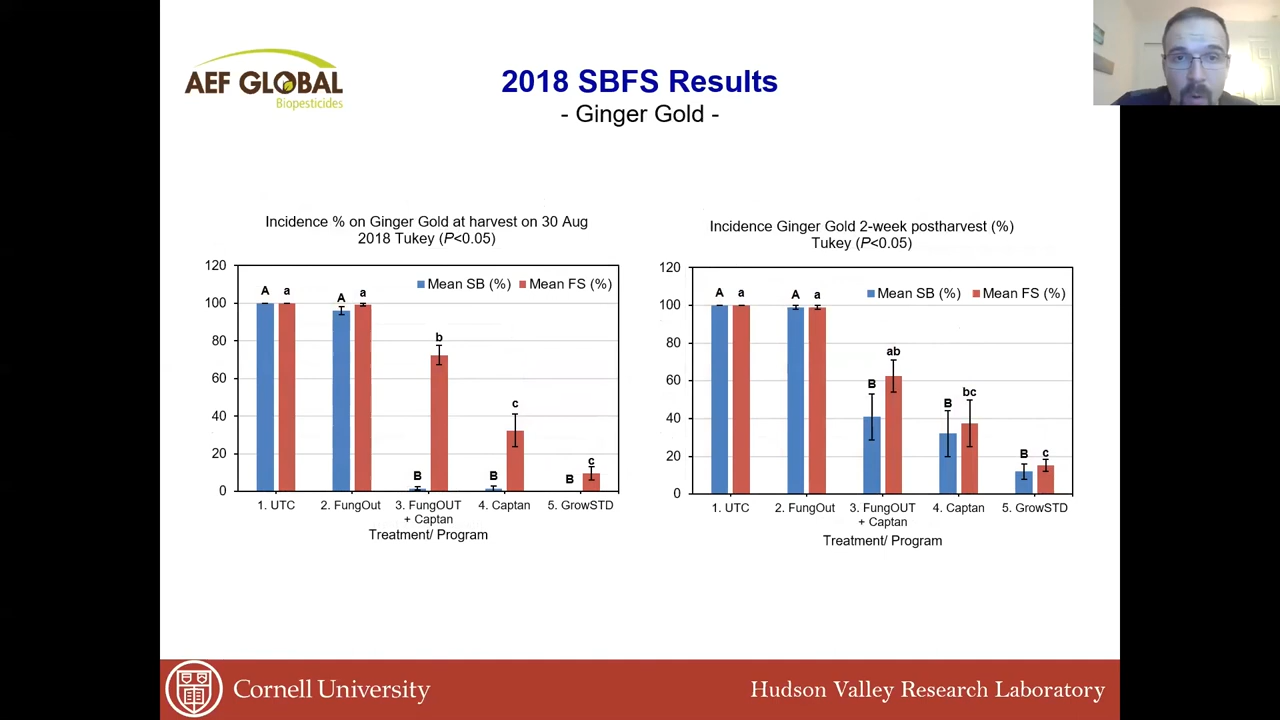 AEF GLOBAL
Biopesticides
2018 SBFS Results
- Ginger Gold -
Incidence % on Ginger Gold at harvest on 30 Aug
2018 Tukey (P<0.05)
120
100
80
60
40
20
0
Mean SB (%) Mean FS (%)
A a
A a
B b
B c
B c
1. UTC 2. FungOut 3. FungOUT 4. Captan 5. GrowSTD
+ Captan
Treatment/ Program
Incidence Ginger Gold 2-week postharvest (%)
Tukey (P<0.05)
120
100
80
60
40
20
0
Mean SB (%) Mean FS (%)
A a
A a
B ab
B bc
B c
1. UTC 2. FungOut 3. FungOUT 4. Captan 5. GrowSTD
+ Captan
Treatment/ Program
Cornell University
Hudson Valley Research Laboratory